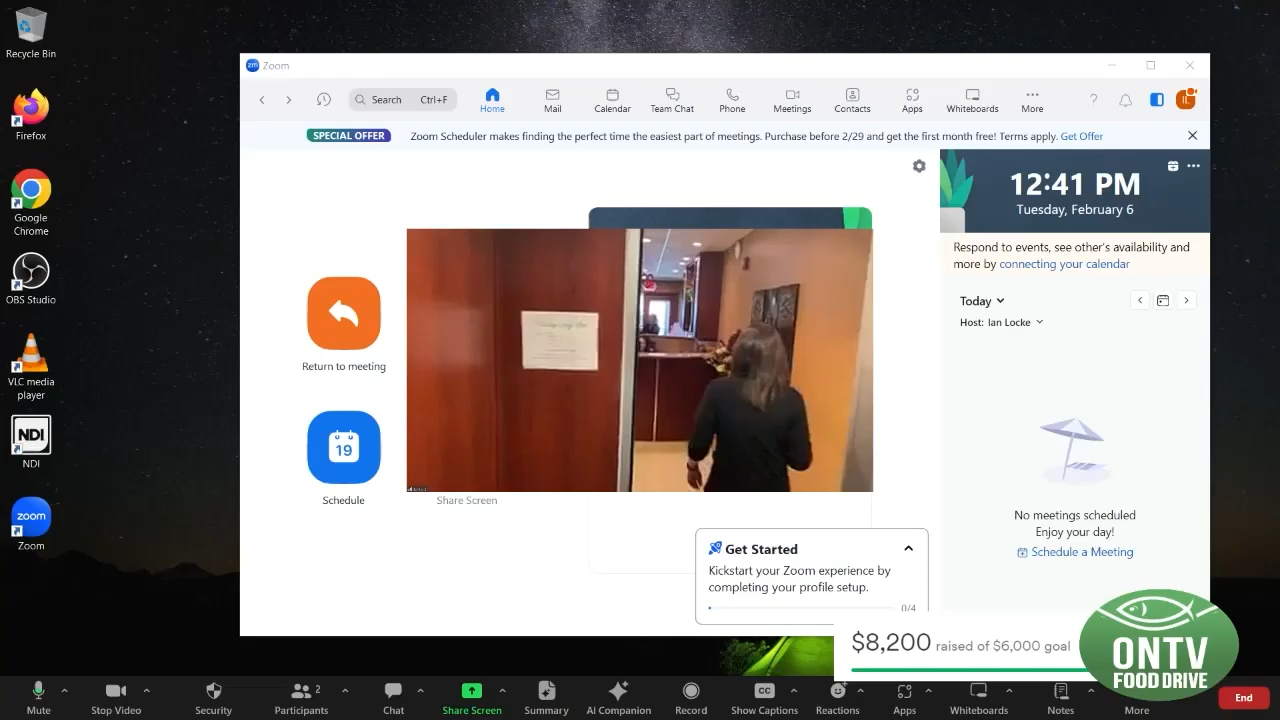 Recycle Bin
Firefox
Google
Chrome
OBS Studio
VLC media
player
NDI
NDI
zoom
Zoom
zm Zoom
Search Ctrl+F
Home
Mail
Calendar
Team Chat
Phone
Meetings
Contacts
Apps
Whiteboards
More
IL
SPECIAL OFFER Zoom Scheduler makes finding the perfect time the easiest part of meetings. Purchase before 2/29 and get the first month free! Terms apply. Get Offer
12:41 PM
Tuesday, February 6
Respond to events, see other's availability and
more by connecting your calendar
Today
Host: Ian Locke
No meetings scheduled
Enjoy your day!
Schedule a Meeting
Return to meeting
19
Schedule
Share Screen
Get Started
Kickstart your Zoom experience by
completing your profile setup.
0/4
$8,200 raised of $6,000 goal
ONTV
FOOD DRIVE
Mute
Stop Video
Security
2
Participants
Chat
Share Screen
Summary
AI Companion
Record
CC
Show Captions
Reactions
Apps
Whiteboards
Notes
More
End